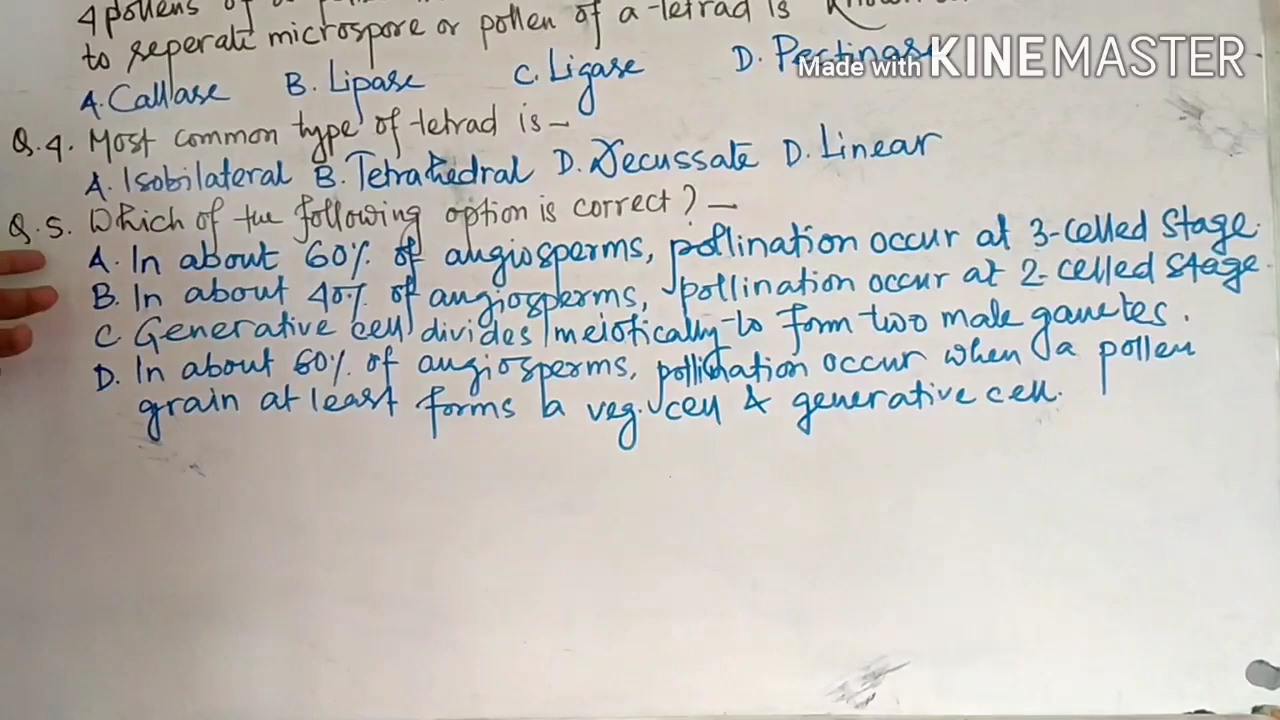 4 pollens of a
to seperate microspore or pollen of a tetrad is known
A. Callase B. Lipase C. Ligase D. Pectinase
Made with KINEMASTER
Q.4. Most common type of tetrad is -
A. Isobilateral B. Tetrahedral D. Decussate D. Linear
Q.5. Which of the following option is correct? -
A. In about 60% of angiosperms, pollination occur at 3-celled stage.
B. In about 40% of angiosperms, pollination occur at 2-celled stage
C. Generative cell divides meiotically to form two male gametes.
D. In about 60% of angiosperms, pollination occur when a pollen
grain at least forms a veg. cell & generative cell.